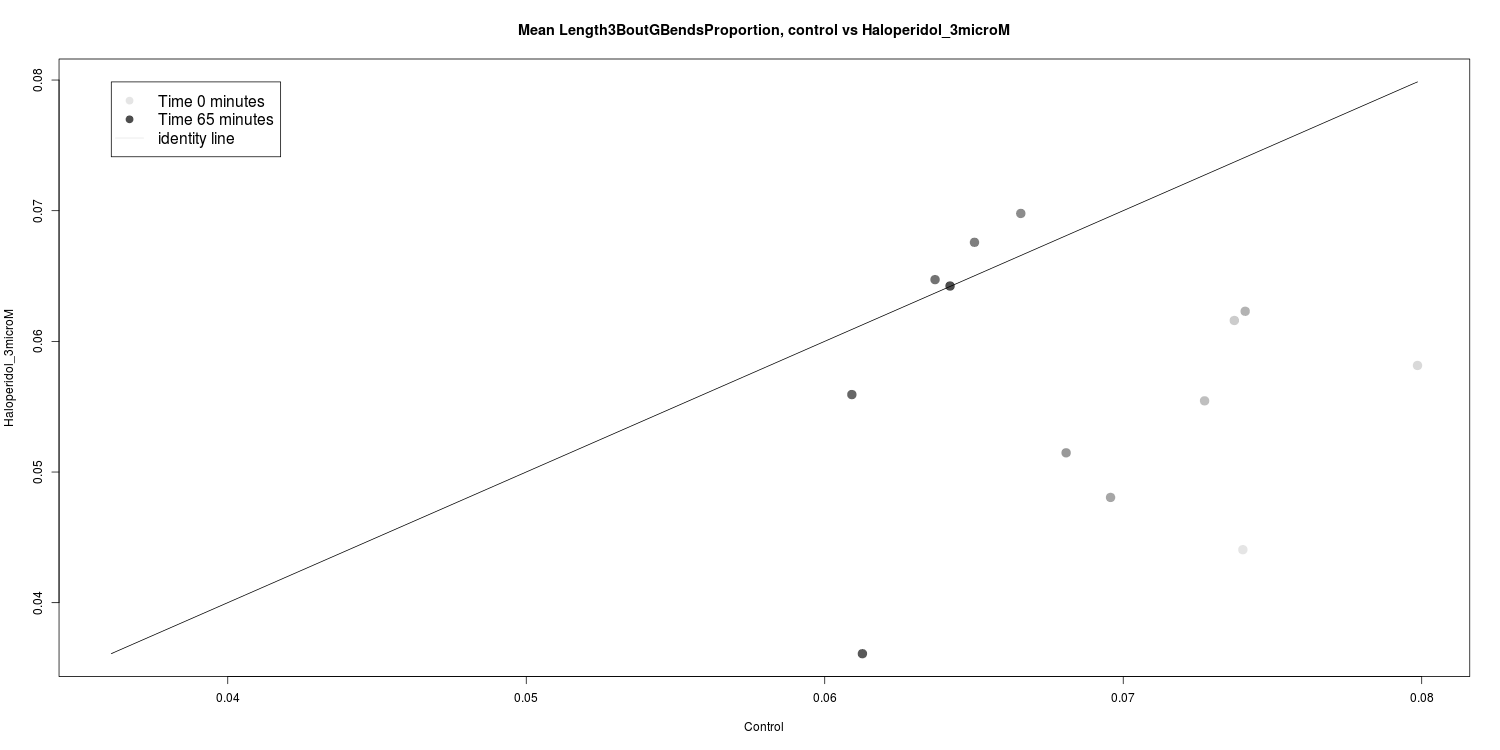 Mean Length3BoutGBendsProportion, control vs Haloperidol_3microM
Time 0 minutes
Time 65 minutes
identity line
Haloperidol_3microM
0.08
0.07
0.06
0.05
0.04
0.04 0.05 0.06 0.07 0.08
Control